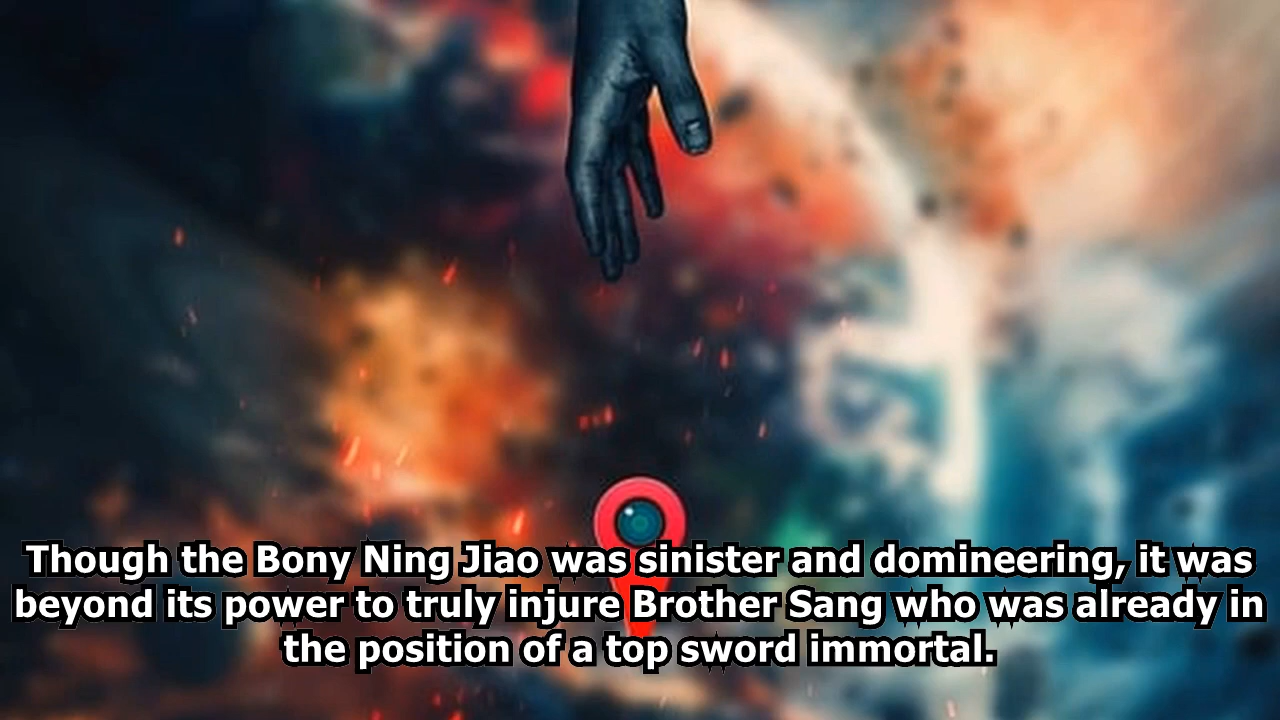 Though the Bony Ning Jiao was sinister and domineering, it was
beyond its power to truly injure Brother Sang who was already in
the position of a top sword immortal.